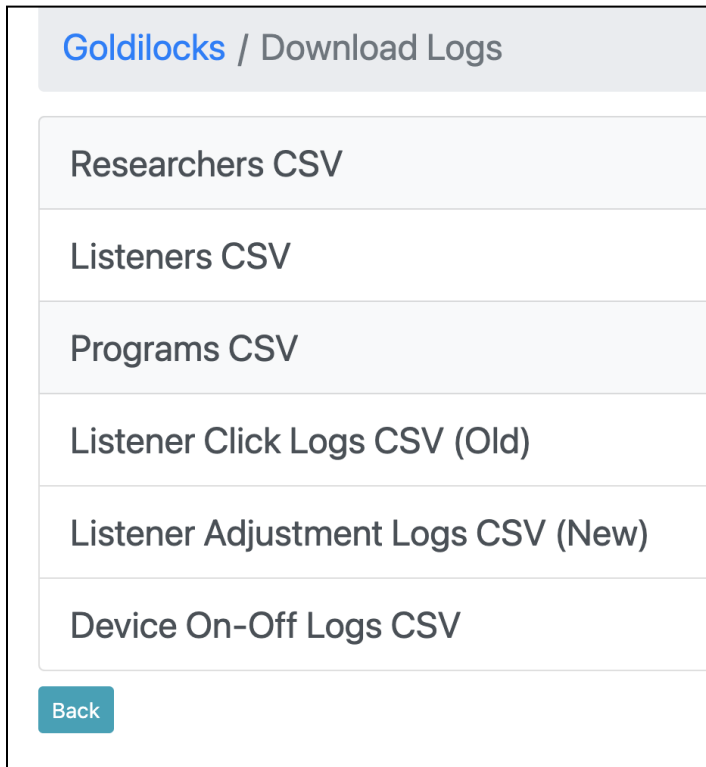 Goldilocks / Download Logs
Researchers CSV
Listeners CSV
Programs CSV
Listener Click Logs CSV (Old)
Listener Adjustment Logs CSV (New)
Device On-Off Logs CSV
Back